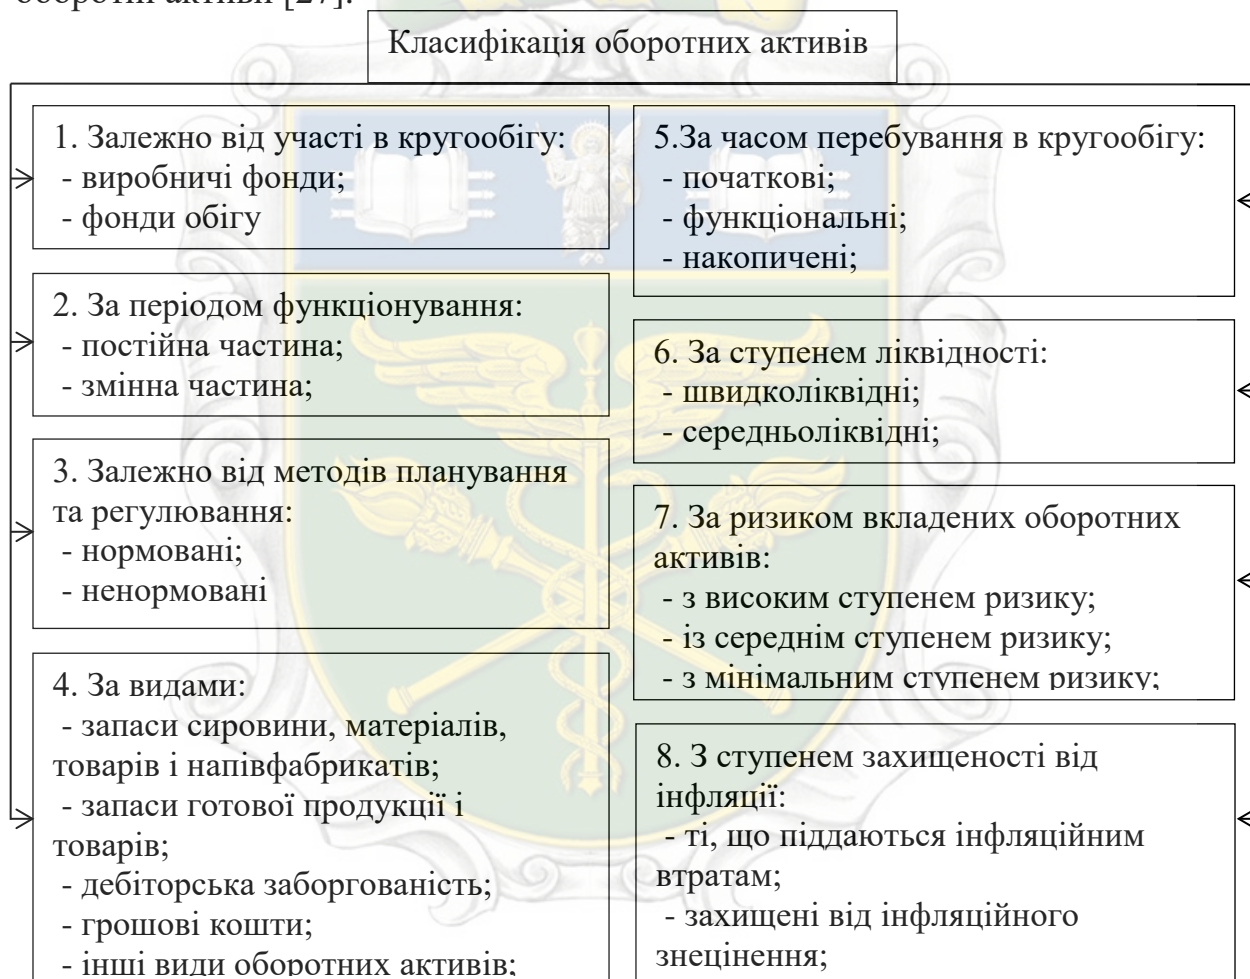 оборотні активи [27].
Класифікація оборотних активів
1. Залежно від участі в кругообігу:
- виробничі фонди;
- фонди обігу
2. За періодом функціонування:
- постійна частина;
- змінна частина;
3. Залежно від методів планування
та регулювання:
- нормовані;
- ненормовані
4. За видами:
- запаси сировини, матеріалів,
товарів і напівфабрикатів;
- запаси готової продукції і
товарів;
- дебіторська заборгованість;
- грошові кошти;
- інші види оборотних активів;
5.За часом перебування в кругообігу:
- початкові;
- функціональні;
- накопичені;
6. За ступенем ліквідності:
- швидколіквідні;
- середньоліквідні;
7. За ризиком вкладених оборотних
активів:
- з високим ступенем ризику;
- із середнім ступенем ризику;
- з мінімальним ступенем ризику;
8. З ступенем захищеності від
інфляції:
- ті, що піддаються інфляційним
втратам;
- захищені від інфляційного
знецінення;